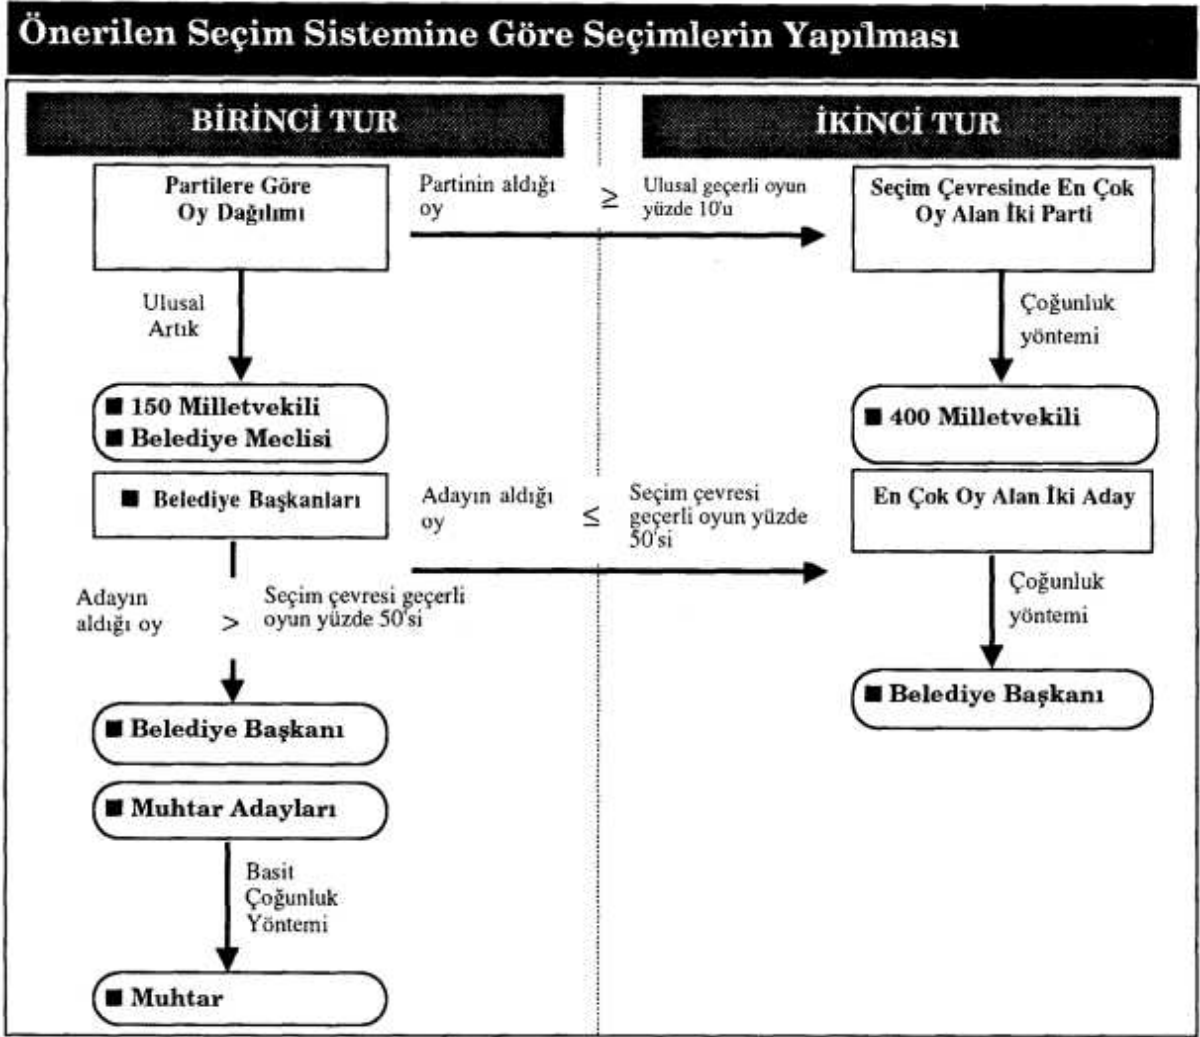 Önerilen Seçim Sistemine Göre Seçimlerin Yapılması
BİRİNCİ TUR
Partilere Göre
Oy Dağılımı
Partinin aldığı
oy
≥
Ulusal geçerli oyun
yüzde 10'u
Ulusal
Artık
■ 150 Milletvekili
■ Belediye Meclisi
■ Belediye Başkanları
Adayın aldığı
oy
≤
Seçim çevresi
geçerli oyun yüzde
50'si
Adayın
aldığı oy
>
Seçim çevresi geçerli
oyun yüzde 50'si
■ Belediye Başkanı
■ Muhtar Adayları
Basit
Çoğunluk
Yöntemi
■ Muhtar
İKİNCİ TUR
Seçim Çevresinde En Çok
Oy Alan İki Parti
Çoğunluk
yöntemi
■ 400 Milletvekili
En Çok Oy Alan İki Aday
Çoğunluk
yöntemi
■ Belediye Başkanı